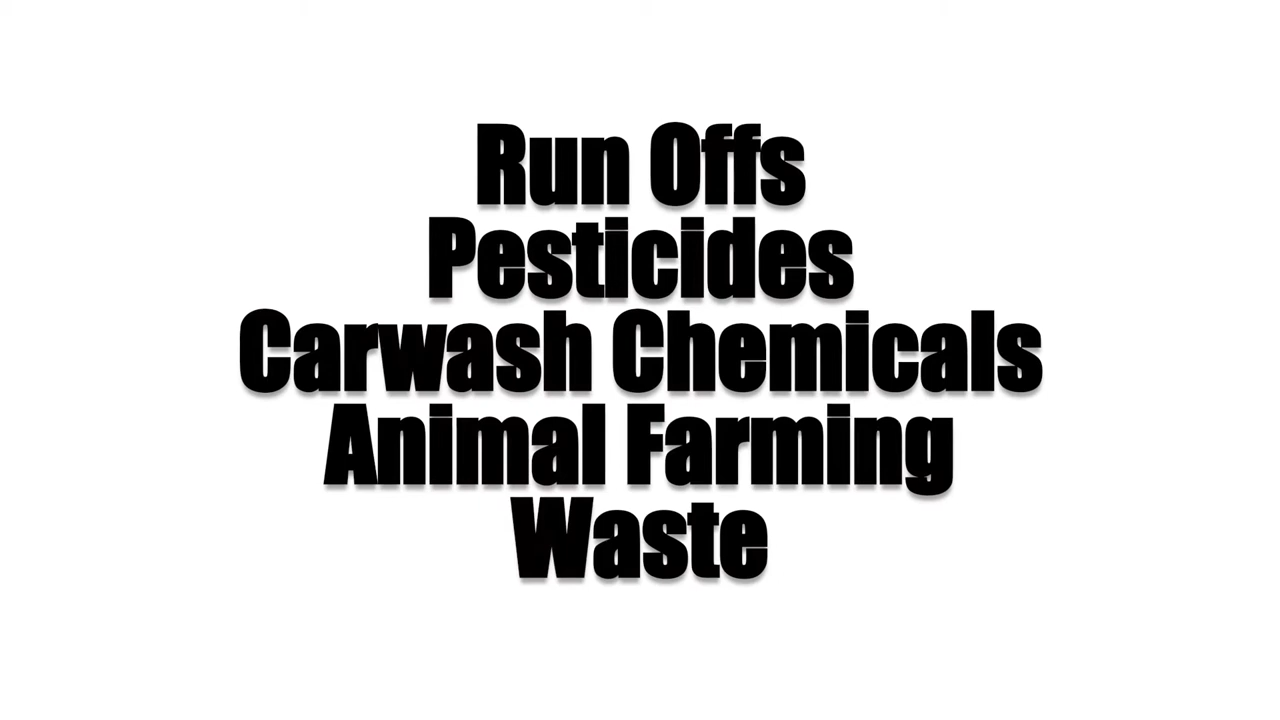 Run Offs
Pesticides
Carwash Chemicals
Animal Farming
Waste